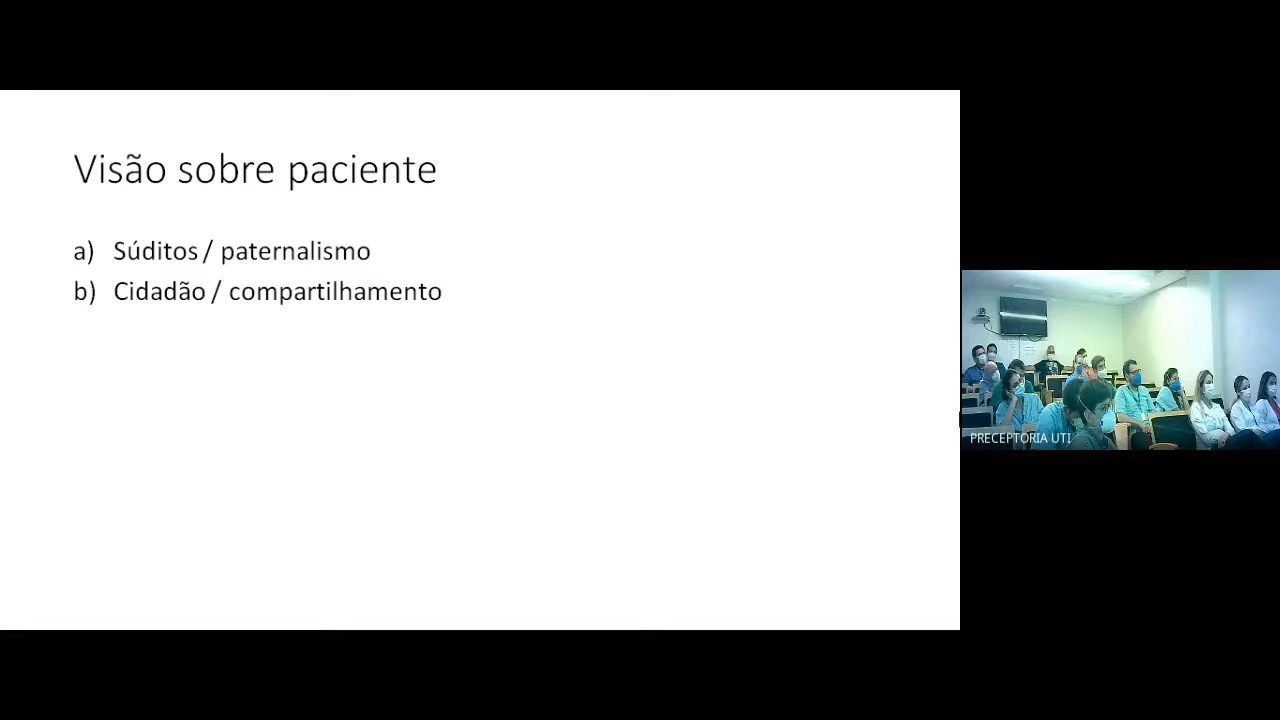 Visão sobre paciente
a) Súditos / paternalismo
b) Cidadão / compartilhamento
PRECEPTORIA UTI